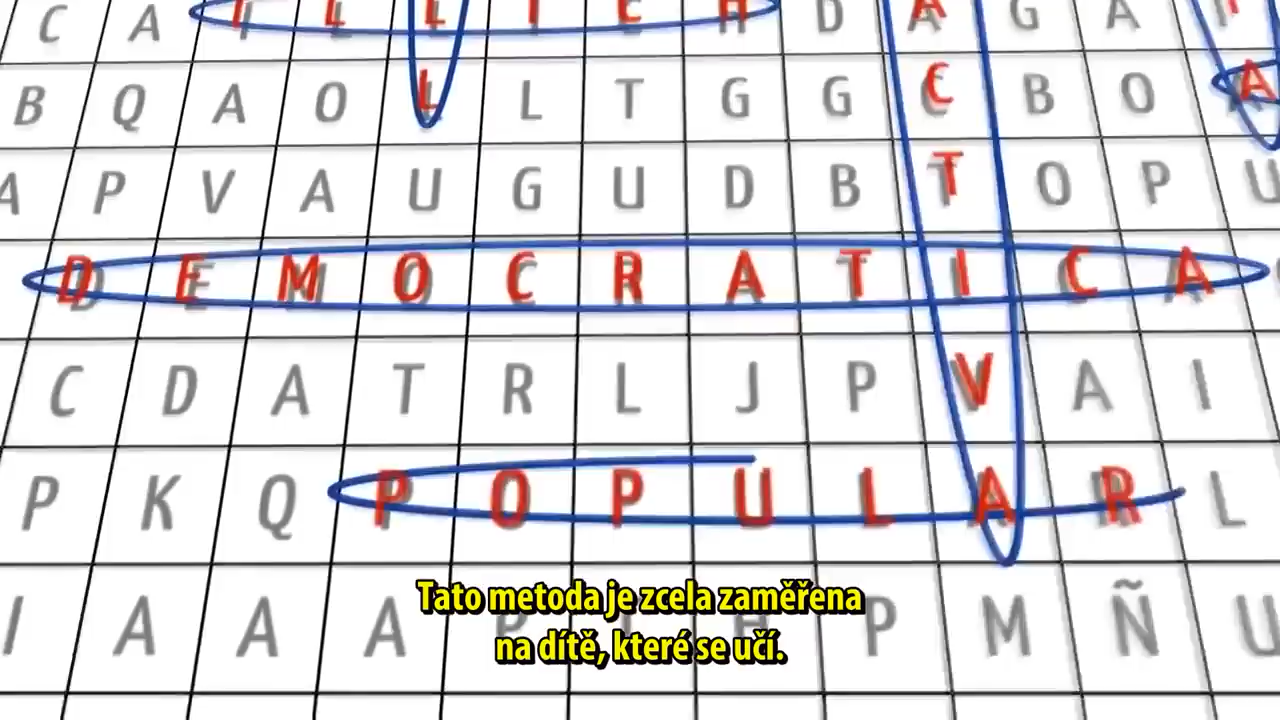 C A I L L I E H D A G A
B Q A O L L T G G C B O A
A P V A U G U D B T O P U
D E M O C R A T I C A
C D A T R L J P V A I
P K Q P O P U L A R L
I A A A P M Ñ U
Tato metoda je zcela zaměřena
na dítě, které se učí.